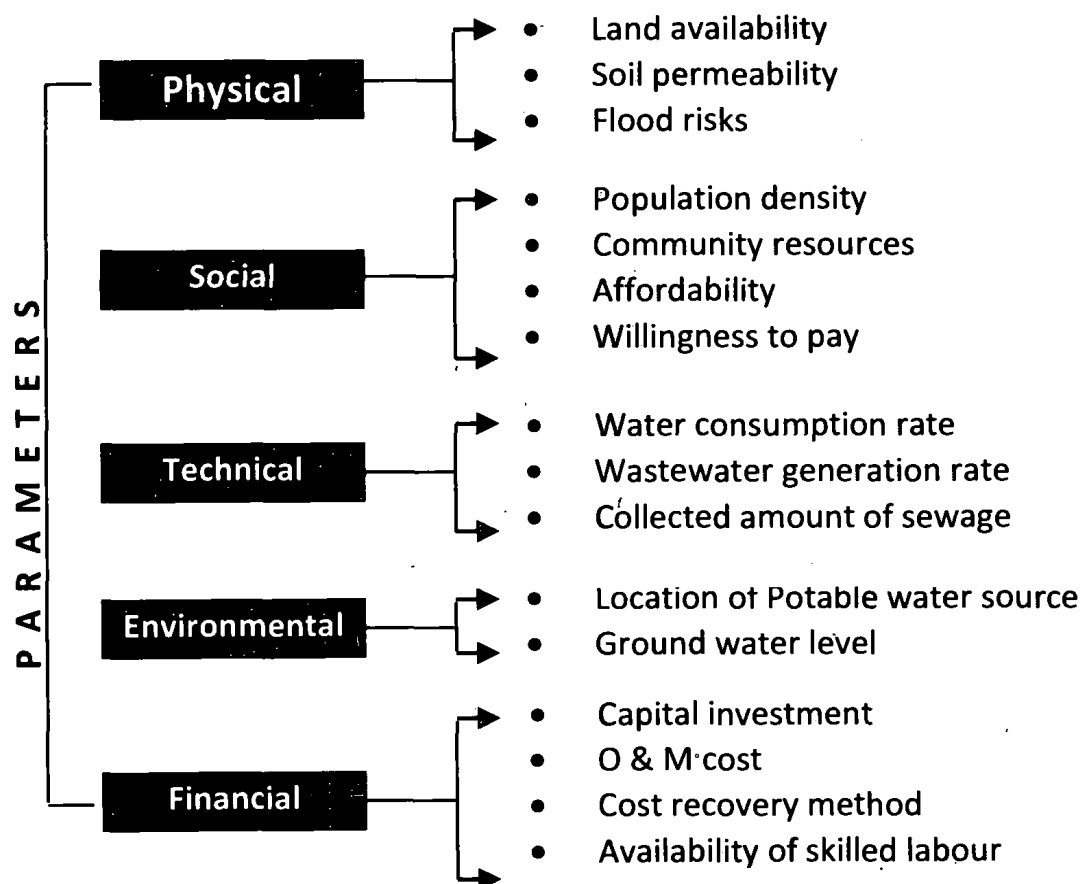 PARAMETERS
Physical
• Land availability
• Soil permeability
• Flood risks
Social
• Population density
• Community resources
• Affordability
• Willingness to pay
Technical
• Water consumption rate
• Wastewater generation rate
• Collected amount of sewage
Environmental
• Location of Potable water source
• Ground water level
Financial
• Capital investment
• O & M cost
• Cost recovery method
• Availability of skilled labour